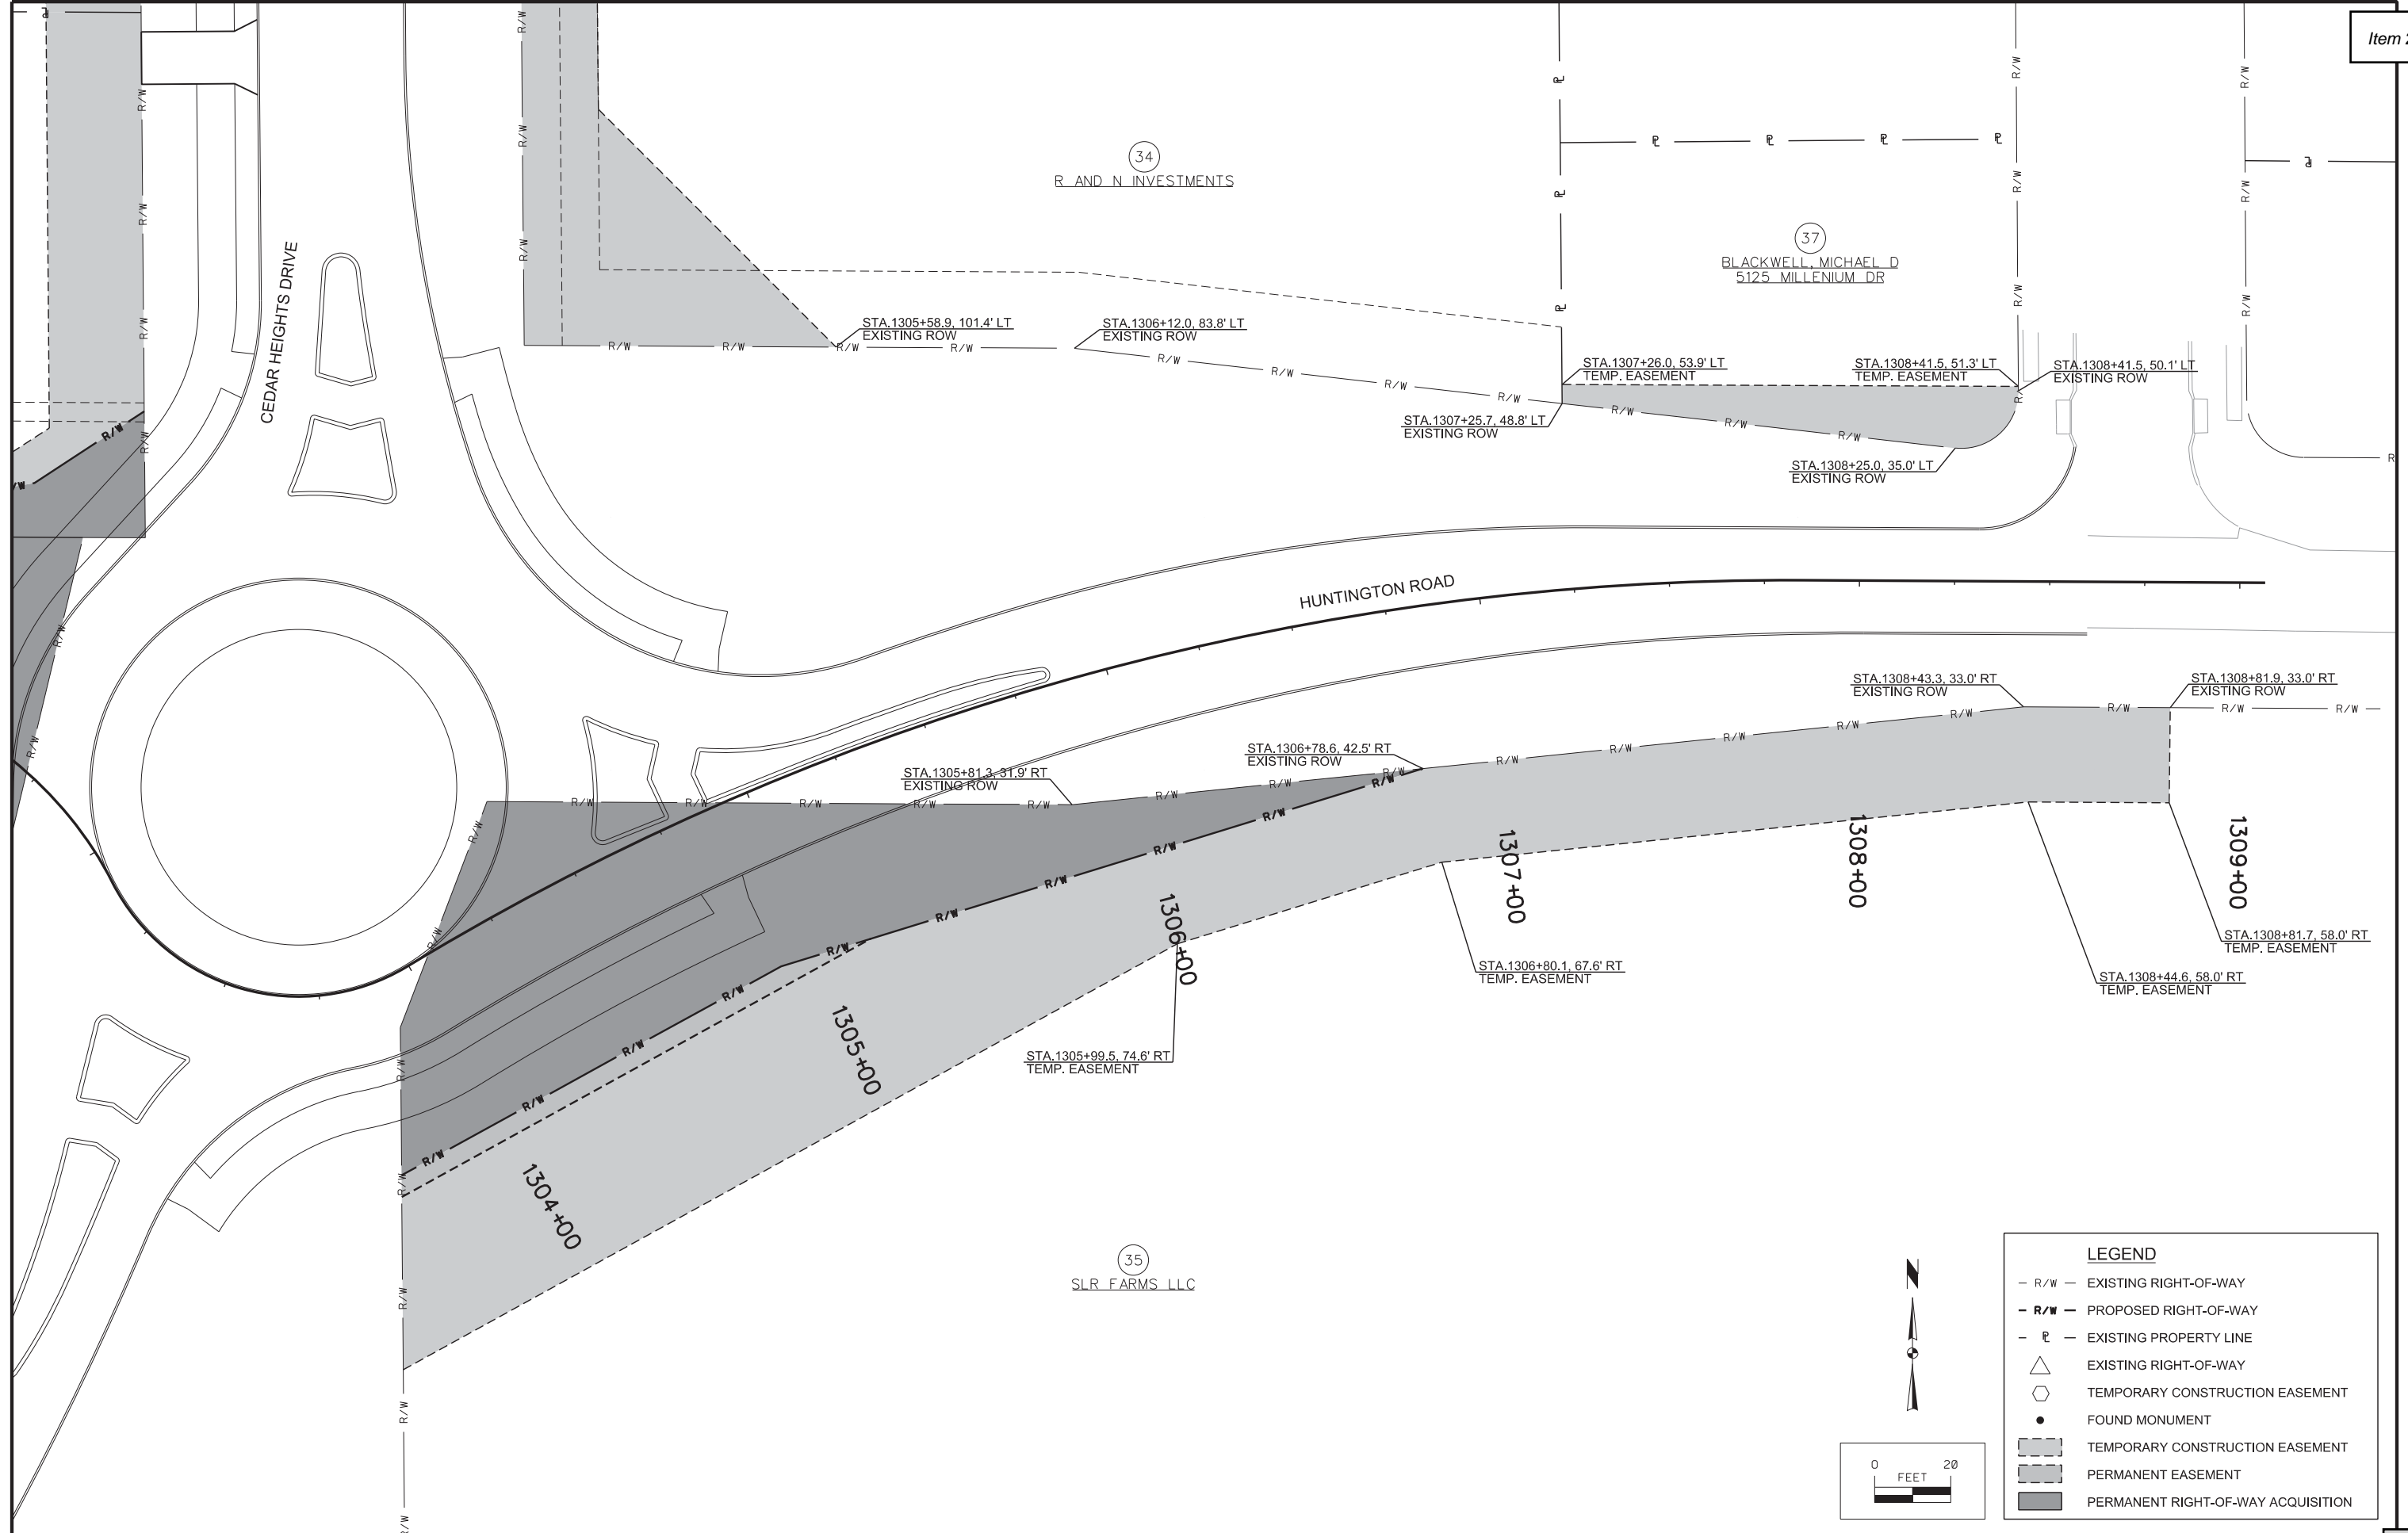 Item 2
34
R AND N INVESTMENTS
37
BLACKWELL, MICHAEL D
5125 MILLENIUM DR
CEDAR HEIGHTS DRIVE
STA.1305+58.9, 101.4' LT
EXISTING ROW
STA.1306+12.0, 83.8' LT
EXISTING ROW
STA.1307+26.0, 53.9' LT
TEMP. EASEMENT
STA.1308+41.5, 51.3' LT
TEMP. EASEMENT
STA.1308+41.5, 50.1' LT
EXISTING ROW
STA.1307+25.7, 48.8' LT
EXISTING ROW
STA.1308+25.0, 35.0' LT
EXISTING ROW
HUNTINGTON ROAD
STA.1308+43.3, 33.0' RT
EXISTING ROW
STA.1308+81.9, 33.0' RT
EXISTING ROW
STA.1306+78.6, 42.5' RT
EXISTING ROW
STA.1305+81.3, 31.9' RT
EXISTING ROW
R/W R/W R/W R/W R/W
1304+00
1305+00
1306+00
1307+00
1308+00
1309+00
STA.1308+81.7, 58.0' RT
TEMP. EASEMENT
STA.1308+44.6, 58.0' RT
TEMP. EASEMENT
STA.1306+80.1, 67.6' RT
TEMP. EASEMENT
STA.1305+99.5, 74.6' RT
TEMP. EASEMENT
35
SLR FARMS LLC
N
0 20
FEET
LEGEND
R/W EXISTING RIGHT-OF-WAY
R/W PROPOSED RIGHT-OF-WAY
PL EXISTING PROPERTY LINE
EXISTING RIGHT-OF-WAY
TEMPORARY CONSTRUCTION EASEMENT
FOUND MONUMENT
TEMPORARY CONSTRUCTION EASEMENT
PERMANENT EASEMENT
PERMANENT RIGHT-OF-WAY ACQUISITION